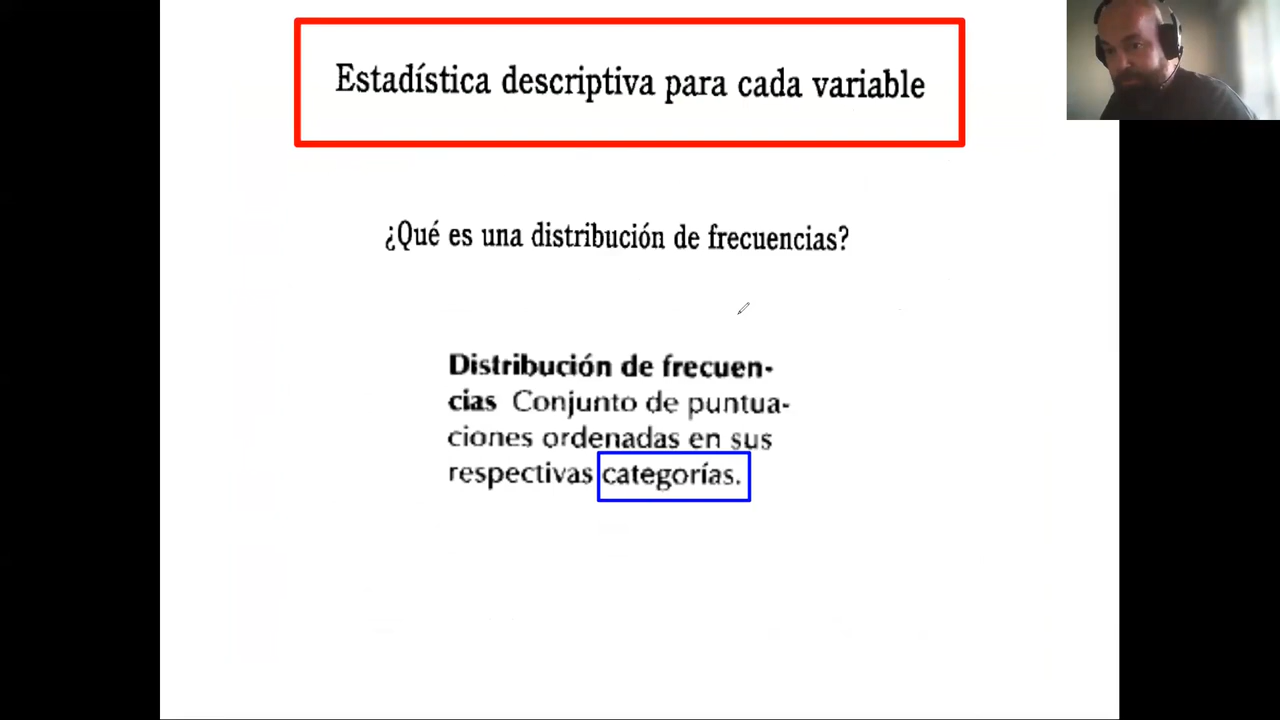 Estadística descriptiva para cada variable
¿Qué es una distribución de frecuencias?
Distribución de frecuen-
cias Conjunto de puntua-
ciones ordenadas en sus
respectivas categorías.